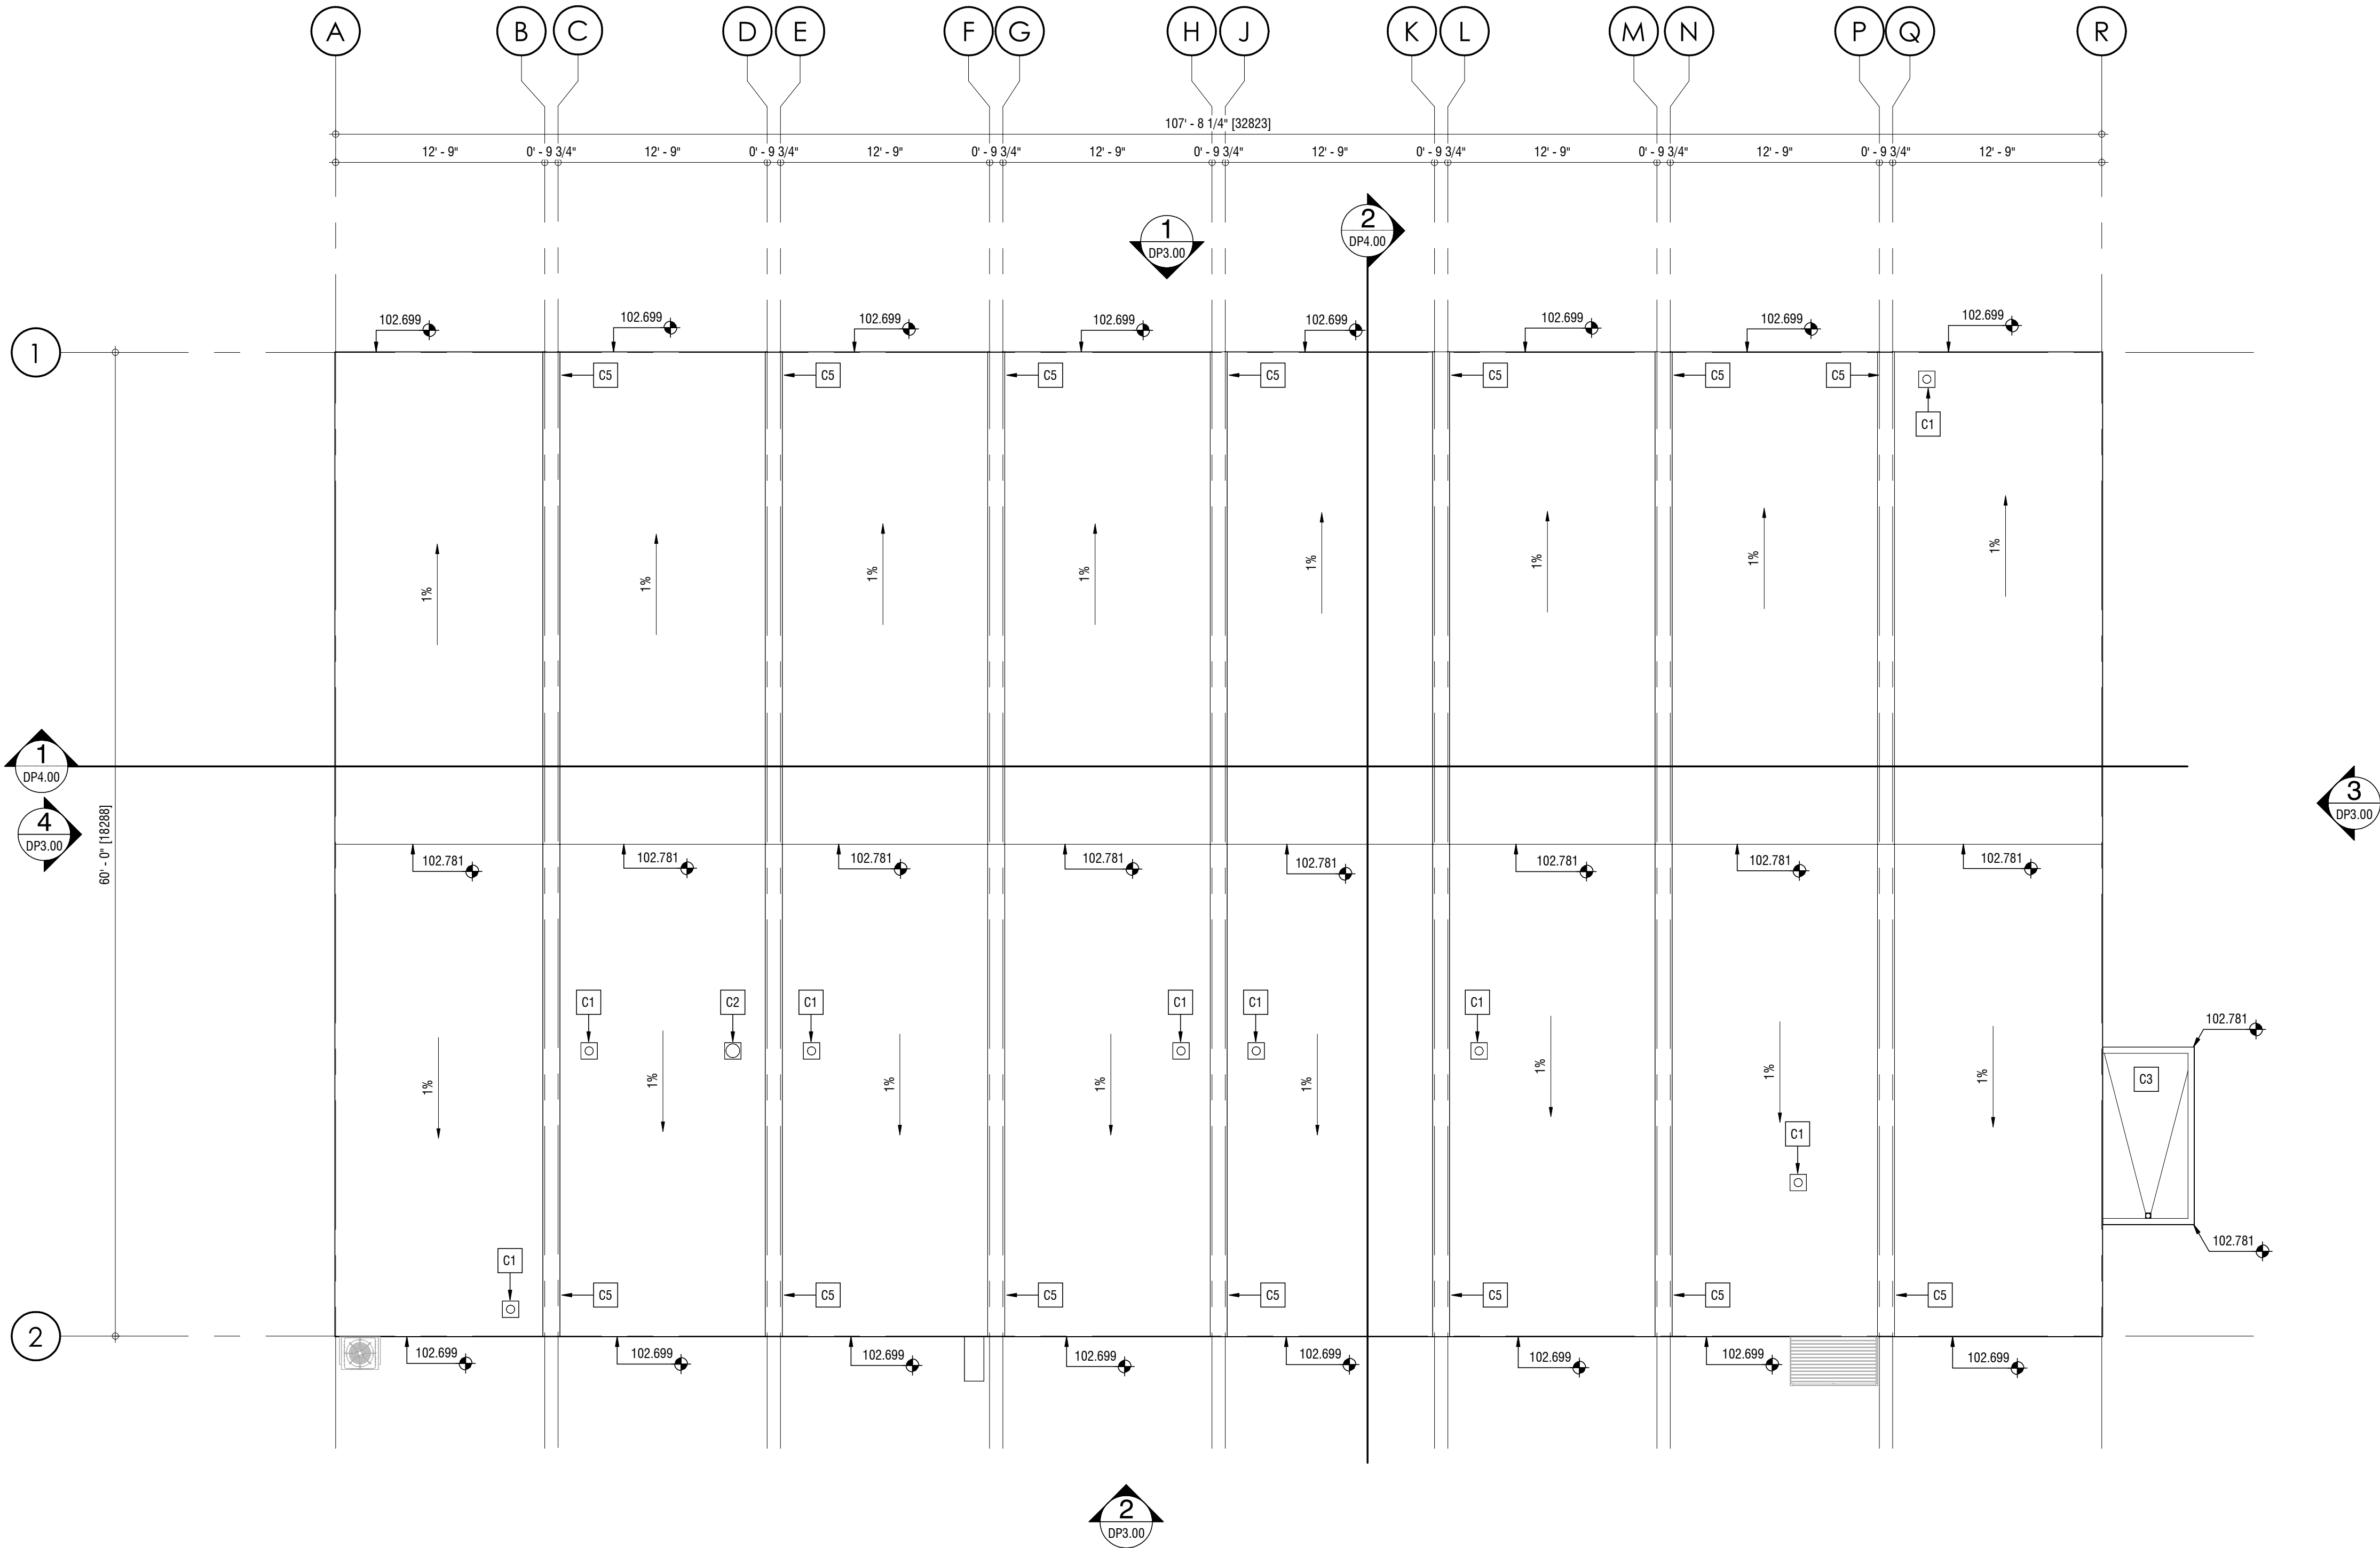 A B C D E F G H J K L M N P Q R
107' - 8 1/4" [32823]
12' - 9" 0' - 9 3/4" 12' - 9" 0' - 9 3/4" 12' - 9" 0' - 9 3/4" 12' - 9" 0' - 9 3/4" 12' - 9" 0' - 9 3/4" 12' - 9" 0' - 9 3/4" 12' - 9" 0' - 9 3/4" 12' - 9"
1
DP3.00
2
DP4.00
102.699 102.699 102.699 102.699 102.699 102.699 102.699 102.699
1
C5 C5 C5 C5 C5 C5 C5
C1
1% 1% 1% 1% 1% 1% 1% 1%
1
DP4.00
4
DP3.00
60' - 0" [18288]
3
DP3.00
102.781 102.781 102.781 102.781 102.781 102.781 102.781 102.781
C1 C2 C1 C1 C1 C1
102.781
1% 1% 1% 1% 1% 1% 1% 1%
C3
C1
102.781
C1
C5 C5 C5 C5 C5 C5 C5
2
102.699 102.699 102.699 102.699 102.699 102.699 102.699 102.699
2
DP3.00